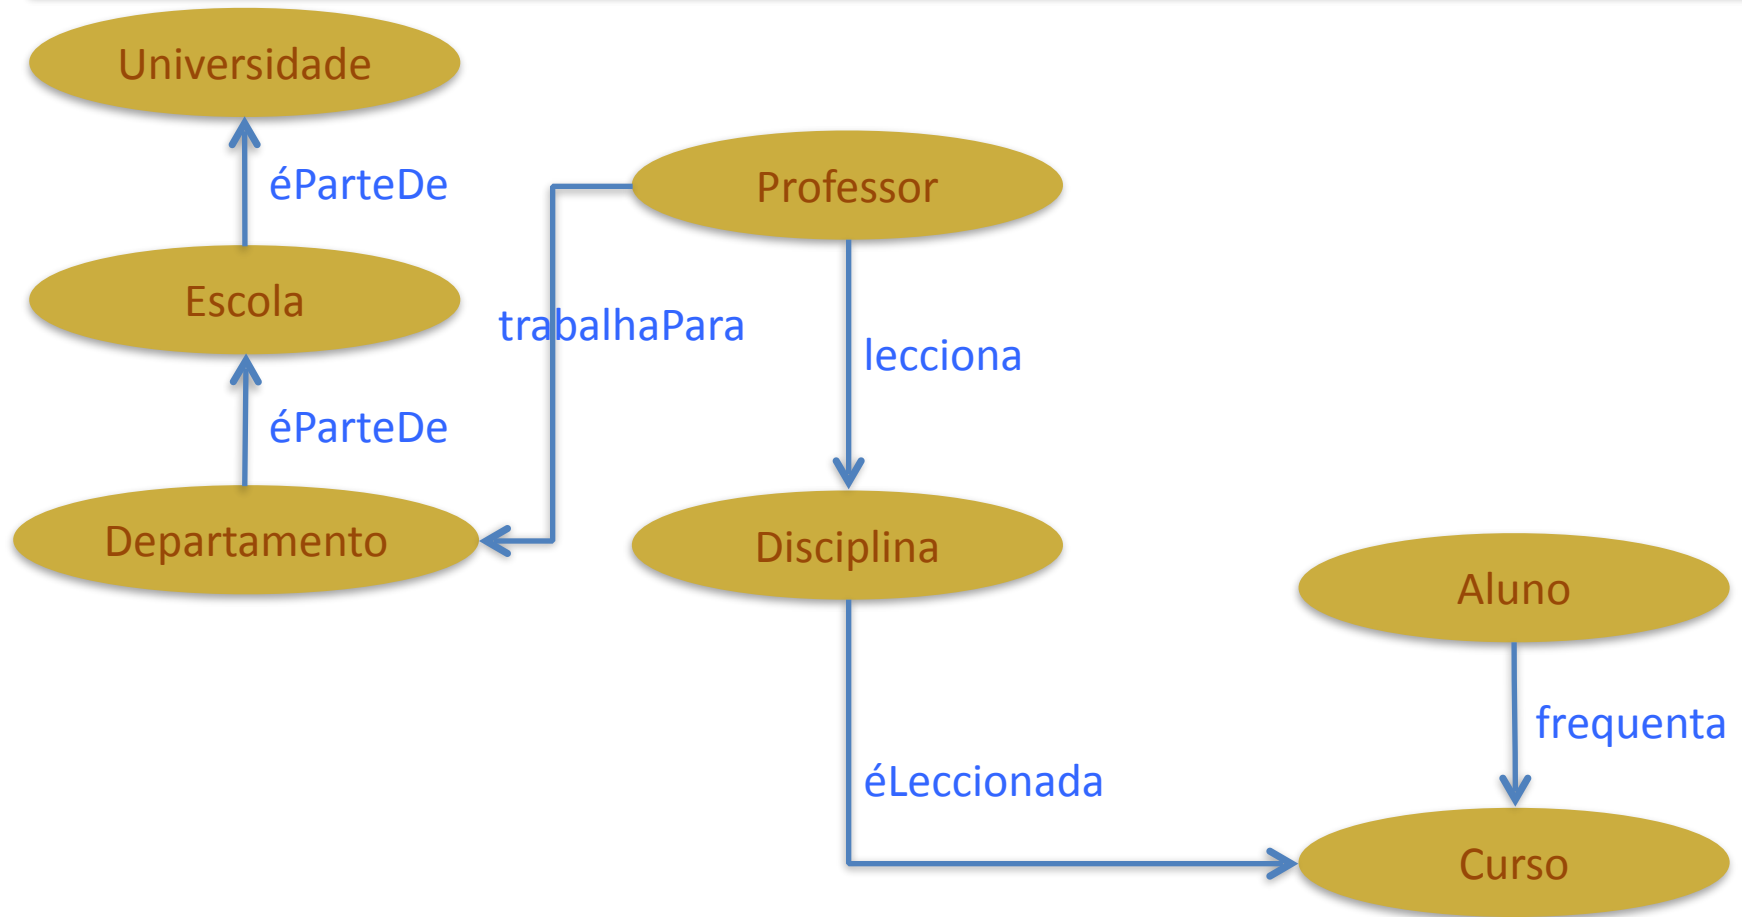 Universidade
éParteDe
Professor
Escola
trabalhaPara
lecciona
éParteDe
Departamento
Disciplina
Aluno
frequenta
éLeccionada
Curso